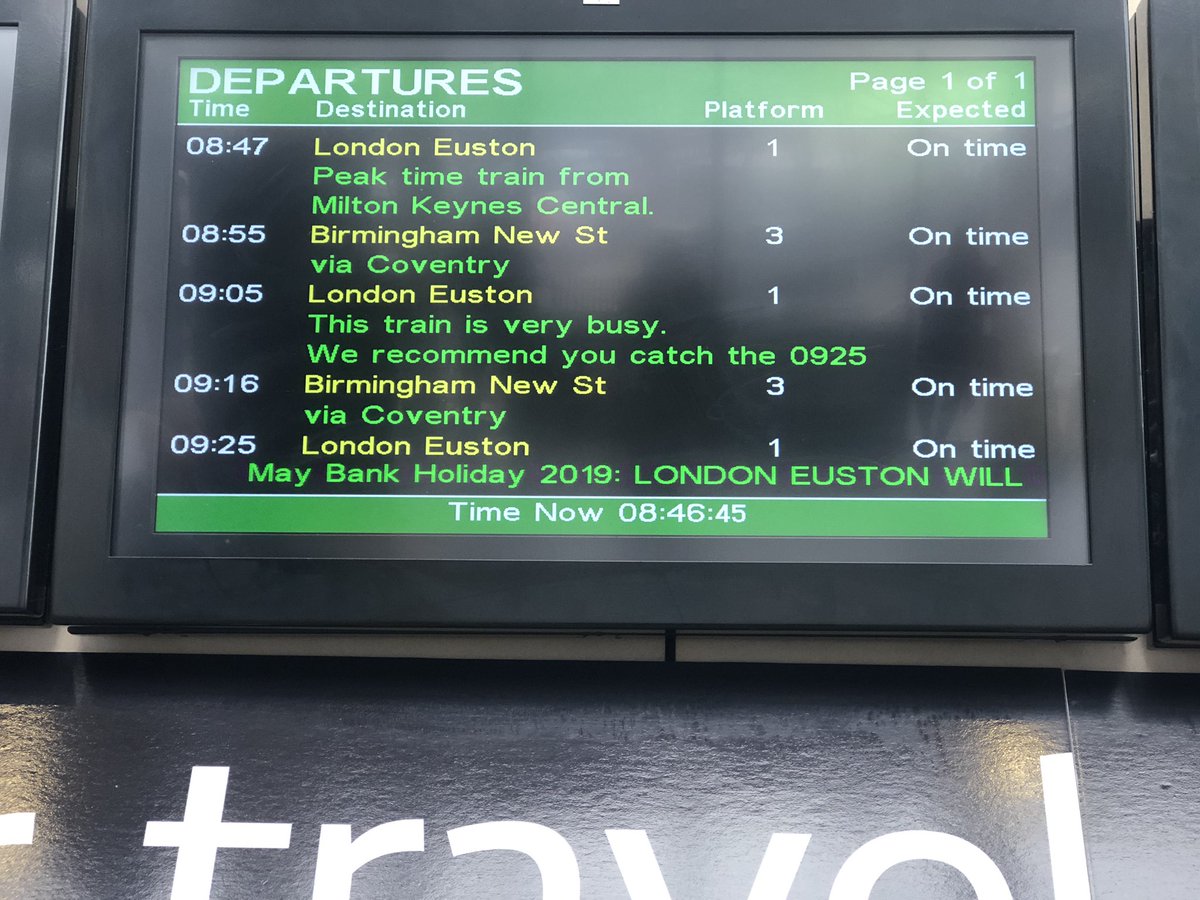 DEPARTURES Page 1 of 1
Time Destination Platform Expected
08:47 London Euston 1 On time
Peak time train from
Milton Keynes Central.
08:55 Birmingham New St 3 On time
via Coventry
09:05 London Euston 1 On time
This train is very busy.
We recommend you catch the 0925
09:16 Birmingham New St 3 On time
via Coventry
09:25 London Euston 1 On time
May Bank Holiday 2019: LONDON EUSTON WILL
Time Now 08:46:45
r travel